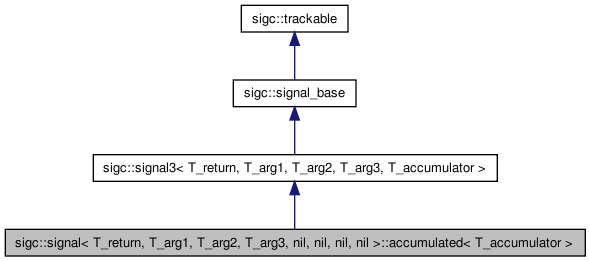 sigc::trackable
sigc::signal_base
sigc::signal3< T_return, T_arg1, T_arg2, T_arg3, T_accumulator >
sigc::signal< T_return, T_arg1, T_arg2, T_arg3, nil, nil, nil, nil >::accumulated< T_accumulator >